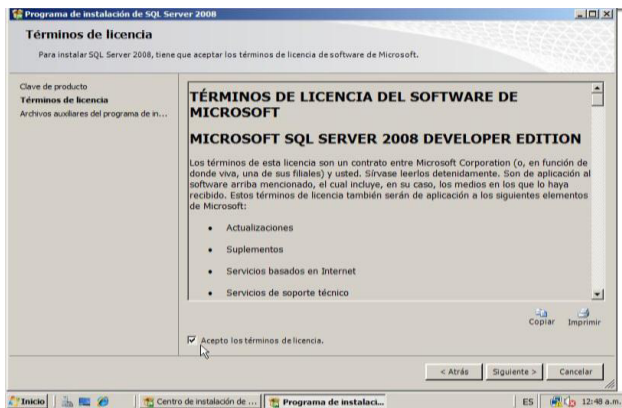 Programa de instalación de SQL Server 2008
Términos de licencia
Para instalar SQL Server 2008, tiene que aceptar los términos de licencia de software de Microsoft.
Clave de producto
Términos de licencia
Archivos auxiliares del programa de in...
TÉRMINOS DE LICENCIA DEL SOFTWARE DE
MICROSOFT
MICROSOFT SQL SERVER 2008 DEVELOPER EDITION
Los términos de esta licencia son un contrato entre Microsoft Corporation (o, en función de
donde viva, una de sus filiales) y usted. Sírvase leerlos detenidamente. Son de aplicación al
software arriba mencionado, el cual incluye, en su caso, los medios en los que lo haya
recibido. Estos términos de licencia también serán de aplicación a los siguientes elementos
de Microsoft:
• Actualizaciones
• Suplementos
• Servicios basados en Internet
• Servicios de soporte técnico
Copiar Imprimir
Acepto los términos de licencia.
< Atrás Siguiente > Cancelar
Inicio Centro de instalación de ... Programa de instalaci... ES 12:48 a.m.